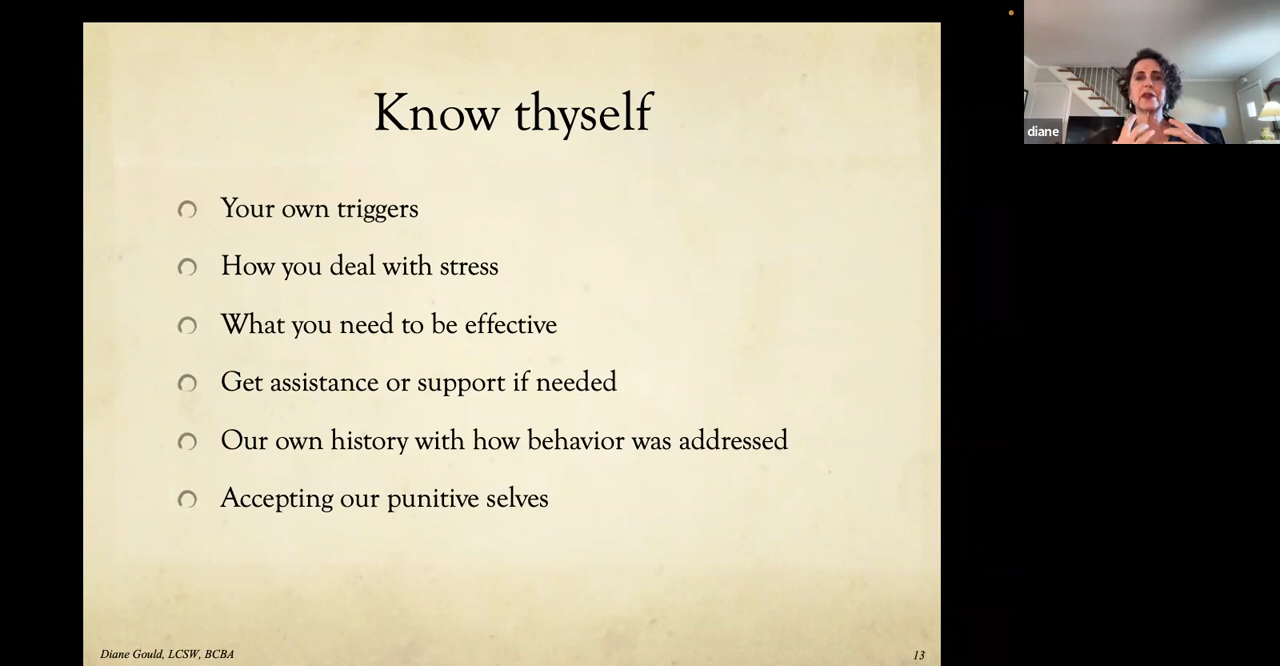 Know thyself
Your own triggers
How you deal with stress
What you need to be effective
Get assistance or support if needed
Our own history with how behavior was addressed
Accepting our punitive selves
Diane Gould, LCSW, BCBA
13
diane